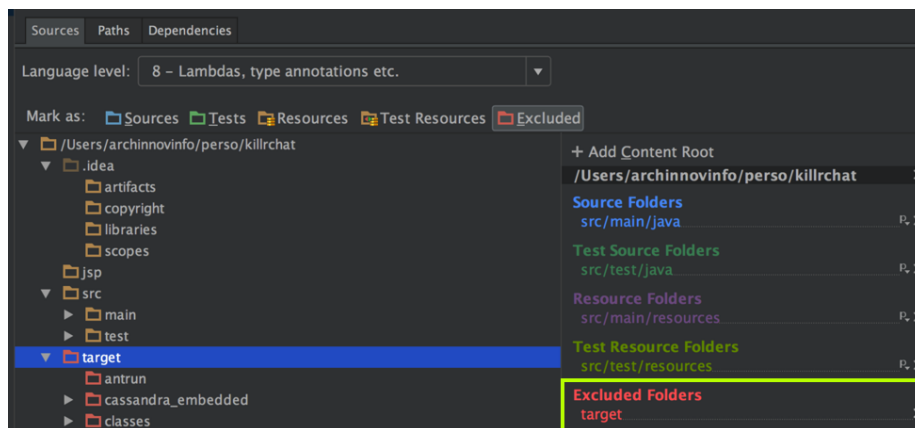 Sources Paths Dependencies
Language level: 8 – Lambdas, type annotations etc.
Mark as: Sources Tests Resources Test Resources Excluded
/Users/archinnovinfo/perso/killrchat
.idea
artifacts
copyright
libraries
scopes
jsp
src
main
test
target
antrun
cassandra_embedded
classes
+ Add Content Root
/Users/archinnovinfo/perso/killrchat
Source Folders
src/main/java
Test Source Folders
src/test/java
Resource Folders
src/main/resources
Test Resource Folders
src/test/resources
Excluded Folders
target